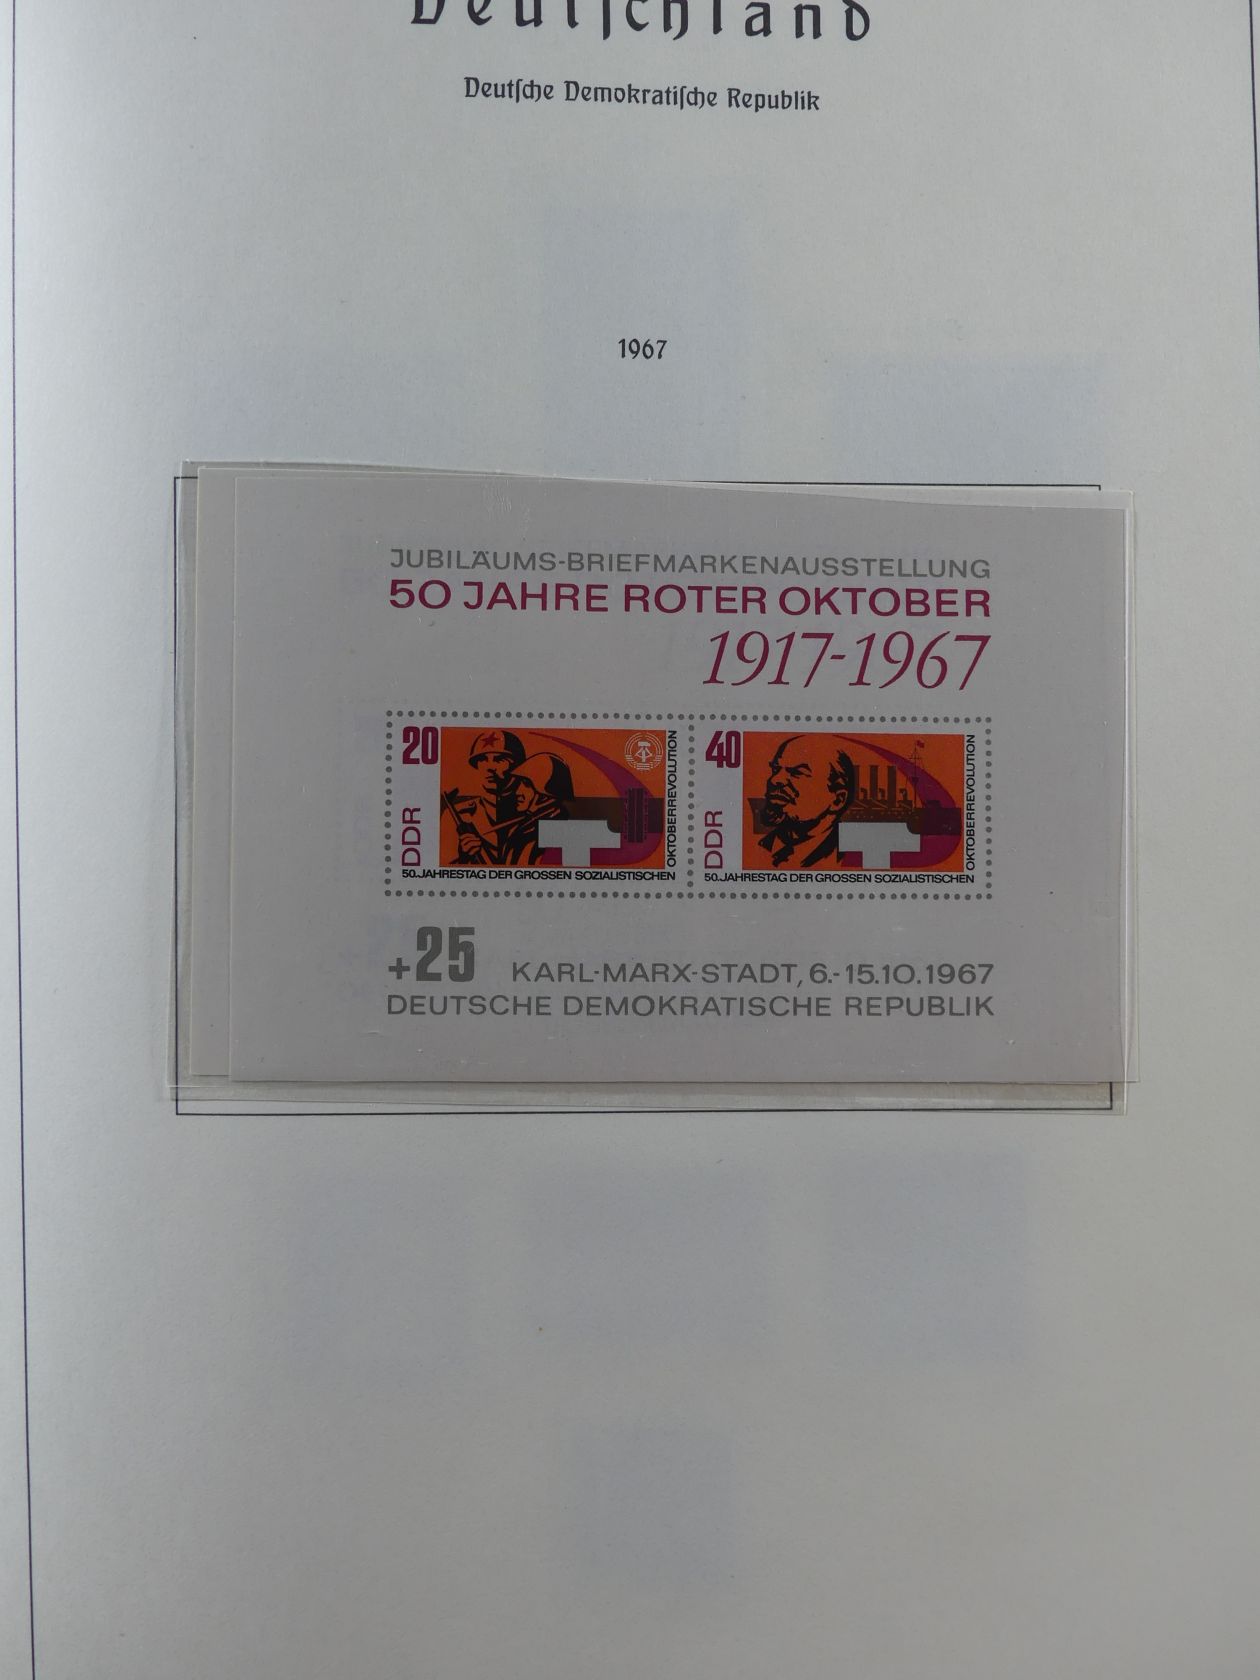 Deutschland
Deutsche Demokratische Republik
1967
JUBILÄUMS-BRIEFMARKENAUSSTELLUNG
50 JAHRE ROTER OKTOBER
1917-1967
20
DDR
50.JAHRESTAG DER GROSSEN SOZIALISTISCHEN
OKTOBERREVOLUTION
40
DDR
50.JAHRESTAG DER GROSSEN SOZIALISTISCHEN
OKTOBERREVOLUTION
+25 KARL-MARX-STADT, 6.-15.10.1967
DEUTSCHE DEMOKRATISCHE REPUBLIK